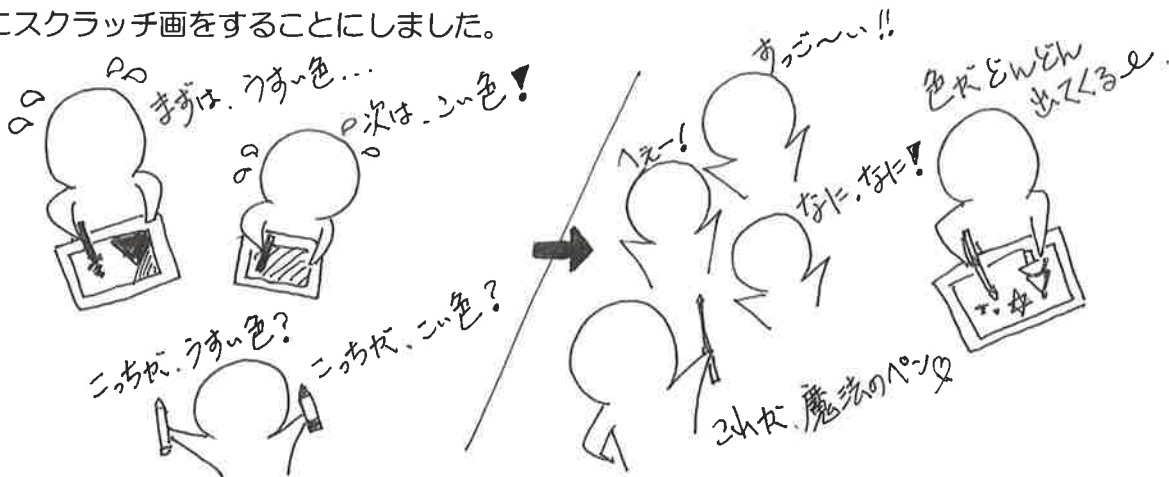 にスクラッチ画をすることにしました。
まずは、うすい色...
次は、こい色!
こっちが、うすい色?
こっちが、こい色?
すっご〜い!!
へえー!
なに、なに!
これが、魔法のペン♡
色がどんどん
出てくる〜